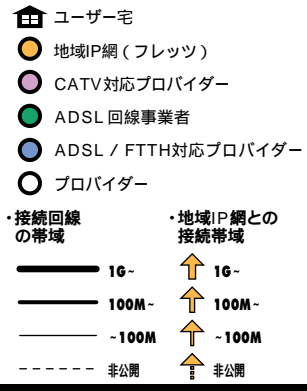 ユーザー宅
地域IP網(フレッツ)
CATV対応プロバイダー
ADSL回線事業者
ADSL / FTTH対応プロバイダー
プロバイダー
・接続回線
の帯域
1G~
100M~
~100M
非公開
・地域IP網との
接続帯域
1G~
100M~
~100M
非公開